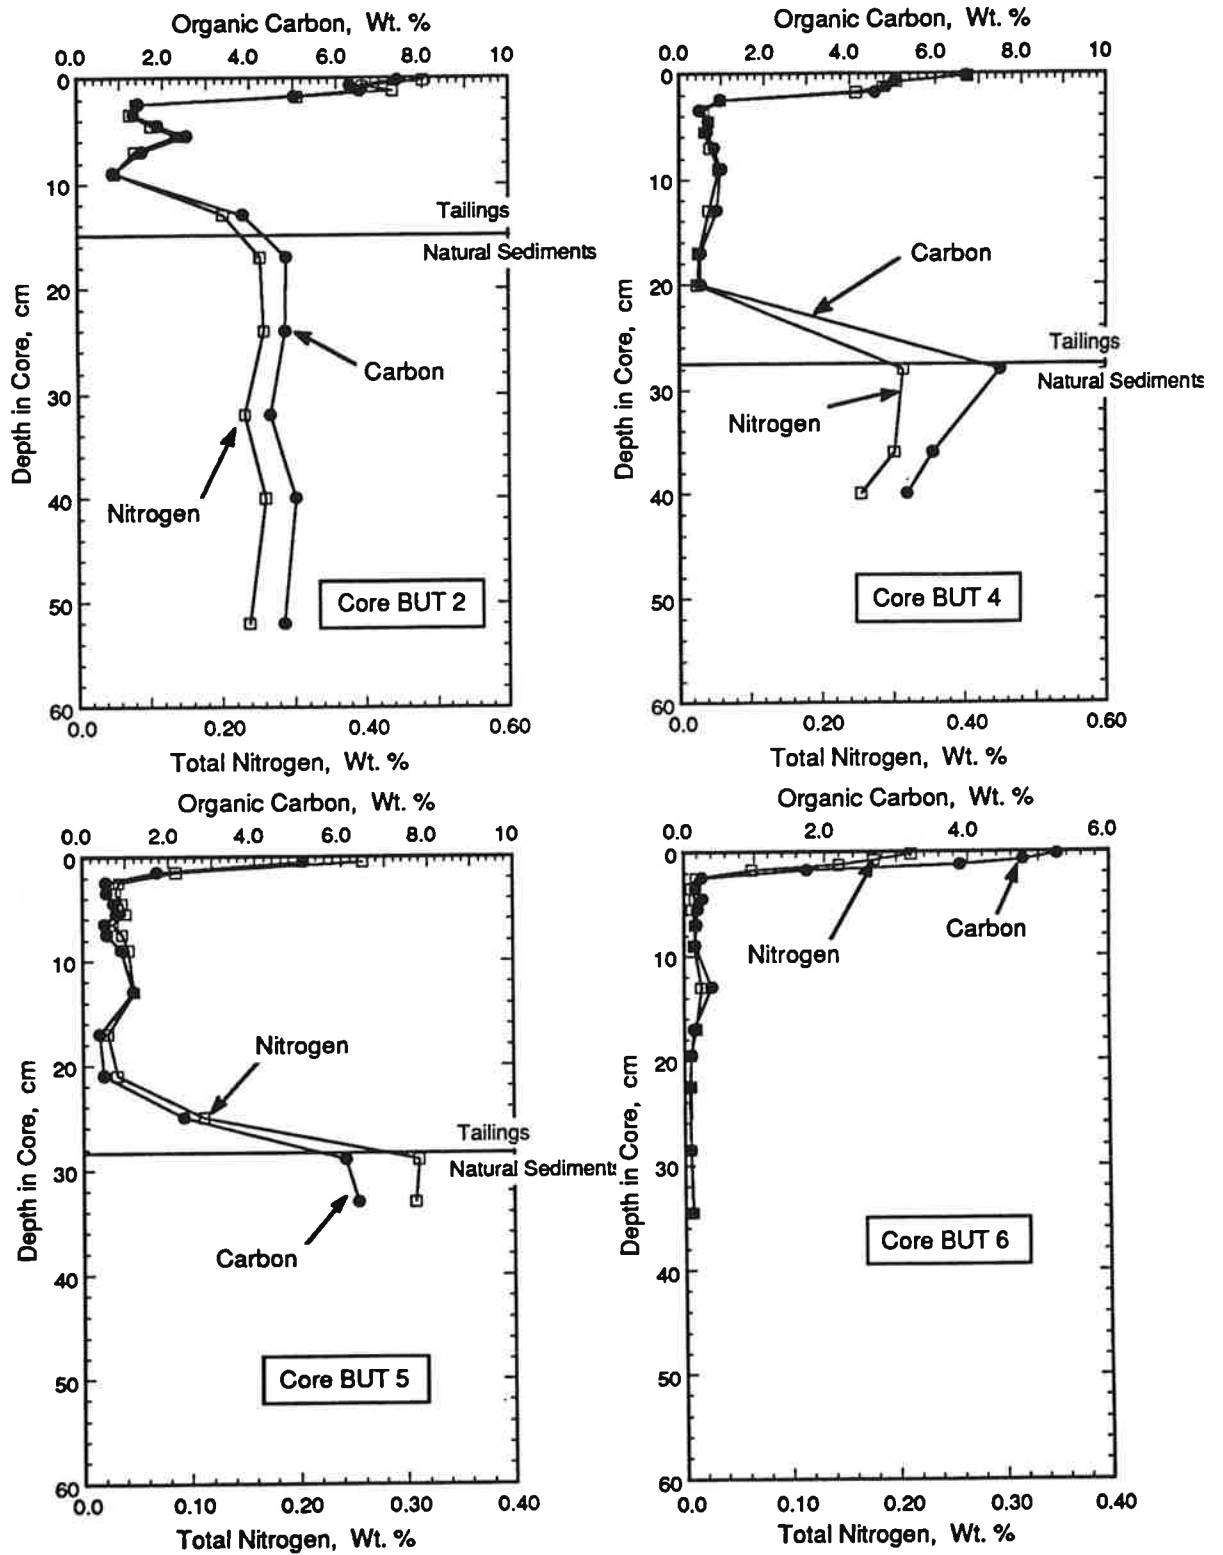 Organic Carbon, Wt. %
0.0 2.0 4.0 6.0 8.0 10
0
10
20
30
40
50
60
Depth in Core, cm
Tailings
Natural Sediments
Carbon
Nitrogen
Core BUT 2
0.0 0.20 0.40 0.60
Total Nitrogen, Wt. %
Organic Carbon, Wt. %
0.0 2.0 4.0 6.0 8.0 10
0
10
20
30
40
50
60
Depth in Core, cm
Carbon
Tailings
Natural Sediments
Nitrogen
Core BUT 4
0.0 0.20 0.40 0.60
Total Nitrogen, Wt. %
Organic Carbon, Wt. %
0.0 2.0 4.0 6.0 8.0 10
0
10
20
30
40
50
60
Depth in Core, cm
Nitrogen
Tailings
Natural Sediments
Carbon
Core BUT 5
0.0 0.10 0.20 0.30 0.40
Total Nitrogen, Wt. %
Organic Carbon, Wt. %
0.0 2.0 4.0 6.0
0
10
20
30
40
50
60
Depth in Core, cm
Carbon
Nitrogen
Core BUT 6
0.0 0.10 0.20 0.30 0.40
Total Nitrogen, Wt. %